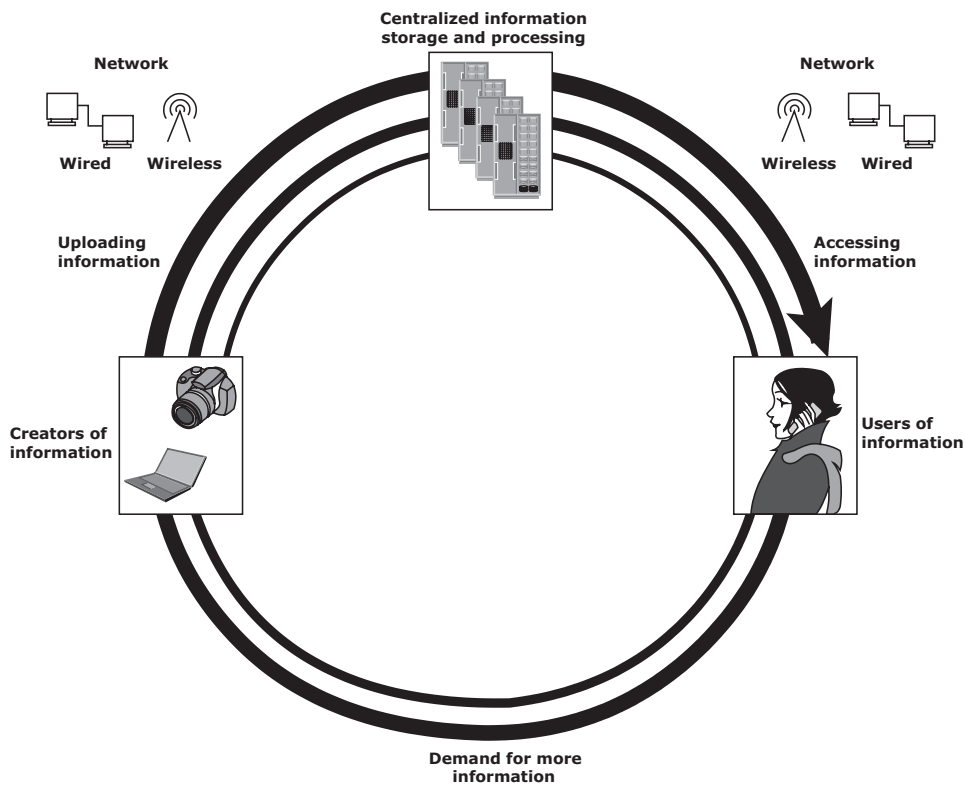 Centralized information
storage and processing
Network
Wired
Wireless
Network
Wireless
Wired
Uploading
information
Accessing
information
Creators of
information
Users of
information
Demand for more
information